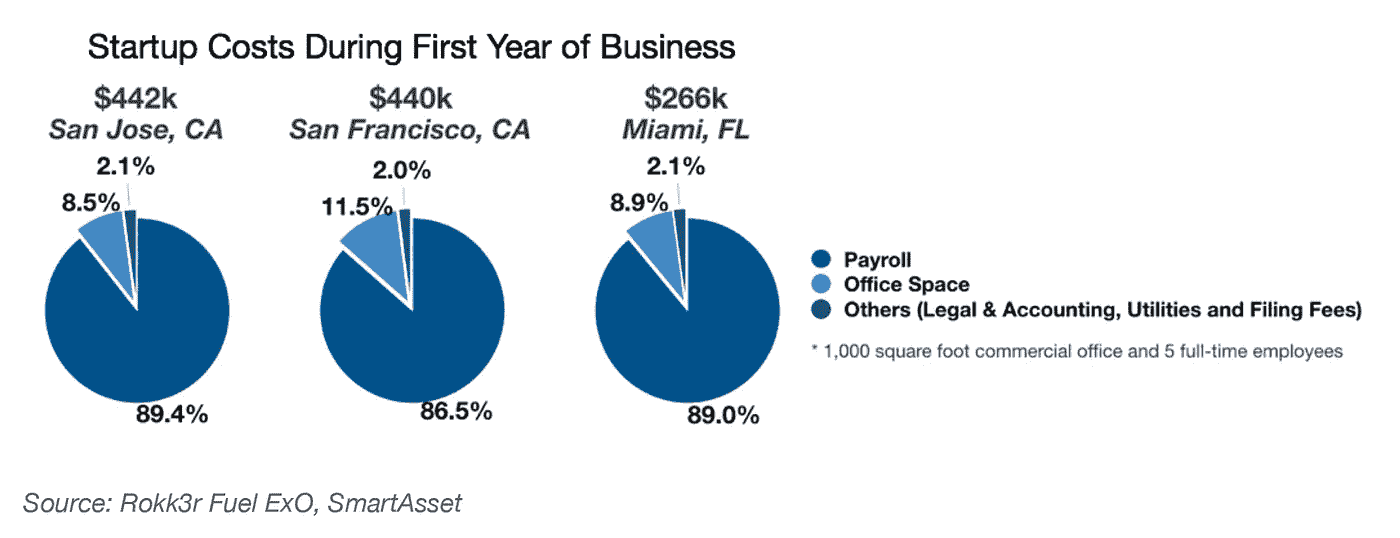 Startup Costs During First Year of Business
$442k
San Jose, CA
2.1%
8.5%
89.4%
$440k
San Francisco, CA
2.0%
11.5%
86.5%
$266k
Miami, FL
2.1%
8.9%
89.0%
Payroll
Office Space
Others (Legal & Accounting, Utilities and Filing Fees)
* 1,000 square foot commercial office and 5 full-time employees
Source: Rokk3r Fuel ExO, SmartAsset